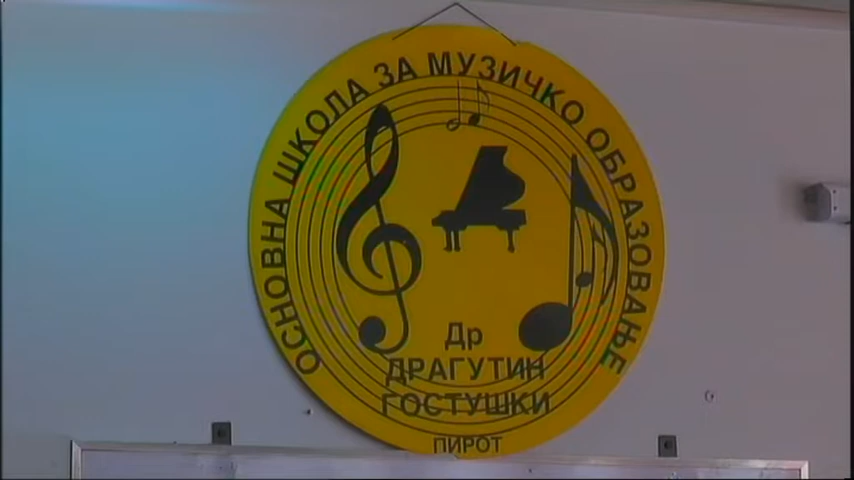 ОСНОВНА ШКОЛА ЗА МУЗИЧКО ОБРАЗОВАЊЕ
Др
ДРАГУТИН
ГОСТУШКИ
ПИРОТ